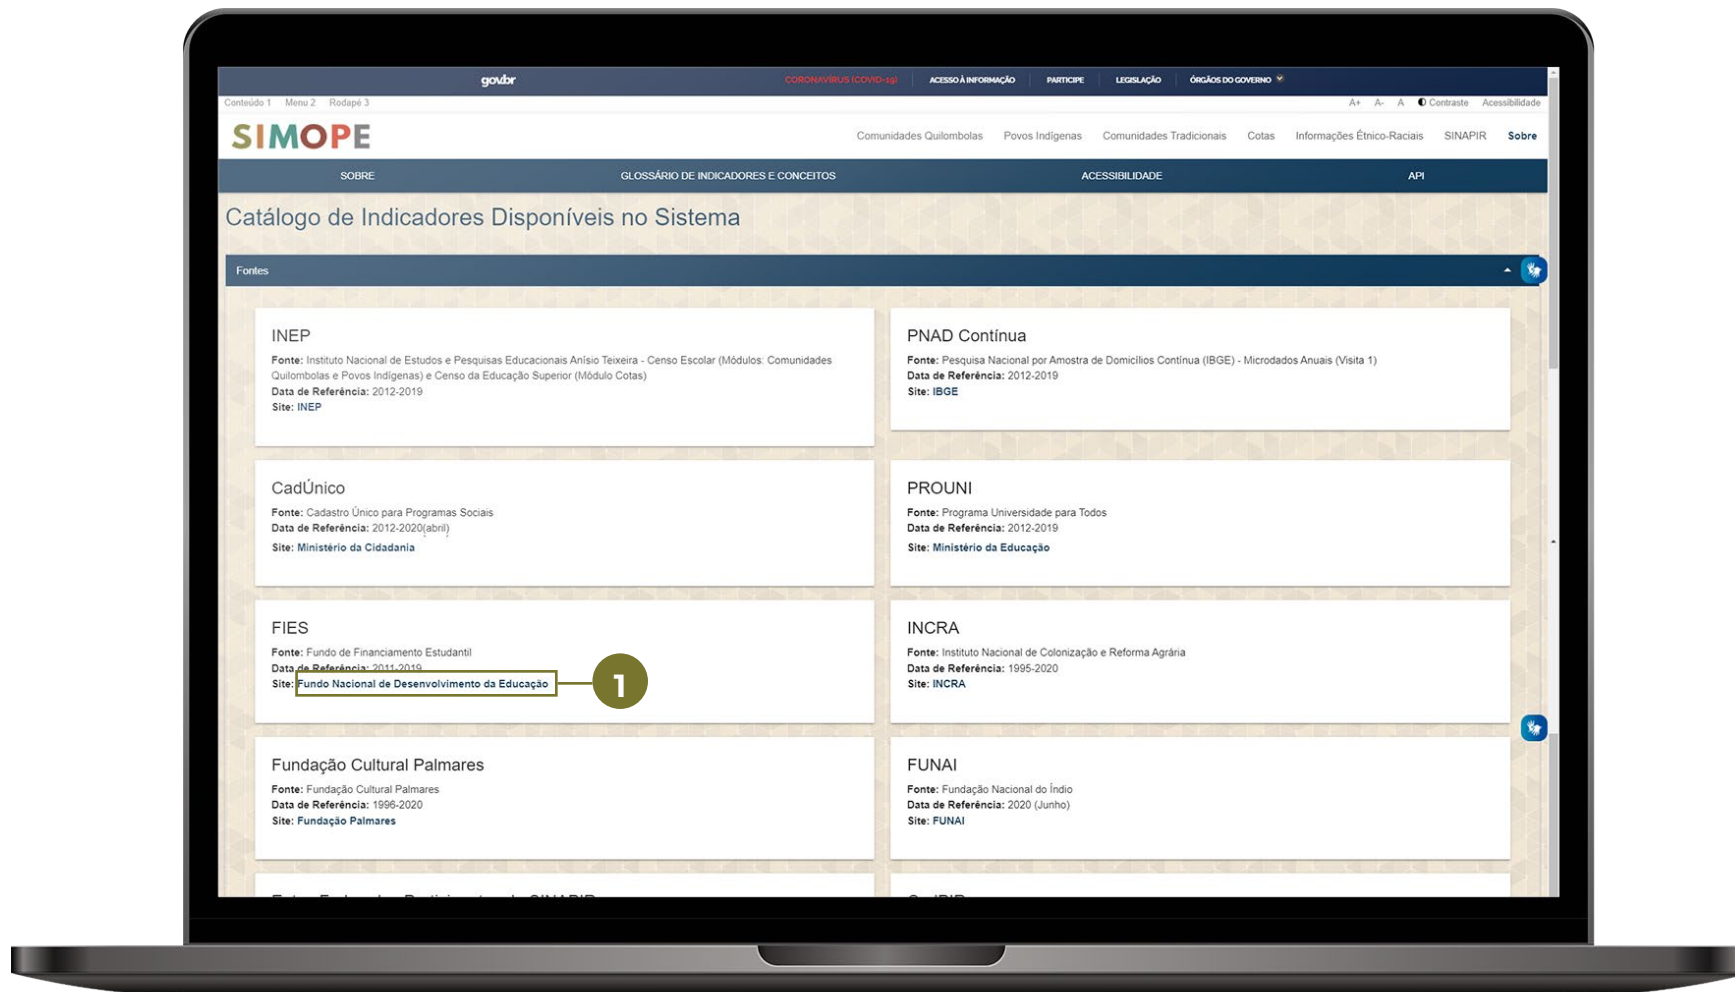 gov.br CORONAVÍRUS (COVID-19) ACESSO À INFORMAÇÃO PARTICIPE LEGISLAÇÃO ÓRGÃOS DO GOVERNO
Conteúdo 1 Menu 2 Rodapé 3 A+ A- A Contraste Acessibilidade
SIMOPE Comunidades Quilombolas Povos Indígenas Comunidades Tradicionais Cotas Informações Étnico-Raciais SINAPIR Sobre
SOBRE GLOSSÁRIO DE INDICADORES E CONCEITOS ACESSIBILIDADE API
Catálogo de Indicadores Disponíveis no Sistema
Fontes
INEP
Fonte: Instituto Nacional de Estudos e Pesquisas Educacionais Anísio Teixeira - Censo Escolar (Módulos: Comunidades
Quilombolas e Povos Indígenas) e Censo da Educação Superior (Módulo Cotas)
Data de Referência: 2012-2019
Site: INEP
PNAD Contínua
Fonte: Pesquisa Nacional por Amostra de Domicílios Contínua (IBGE) - Microdados Anuais (Visita 1)
Data de Referência: 2012-2019
Site: IBGE
CadÚnico
Fonte: Cadastro Único para Programas Sociais
Data de Referência: 2012-2020(abril)
Site: Ministério da Cidadania
PROUNI
Fonte: Programa Universidade para Todos
Data de Referência: 2012-2019
Site: Ministério da Educação
FIES
Fonte: Fundo de Financiamento Estudantil
Data de Referência: 2011-2019
Site: Fundo Nacional de Desenvolvimento da Educação
1
INCRA
Fonte: Instituto Nacional de Colonização e Reforma Agrária
Data de Referência: 1995-2020
Site: INCRA
Fundação Cultural Palmares
Fonte: Fundação Cultural Palmares
Data de Referência: 1996-2020
Site: Fundação Palmares
FUNAI
Fonte: Fundação Nacional do Índio
Data de Referência: 2020 (Junho)
Site: FUNAI